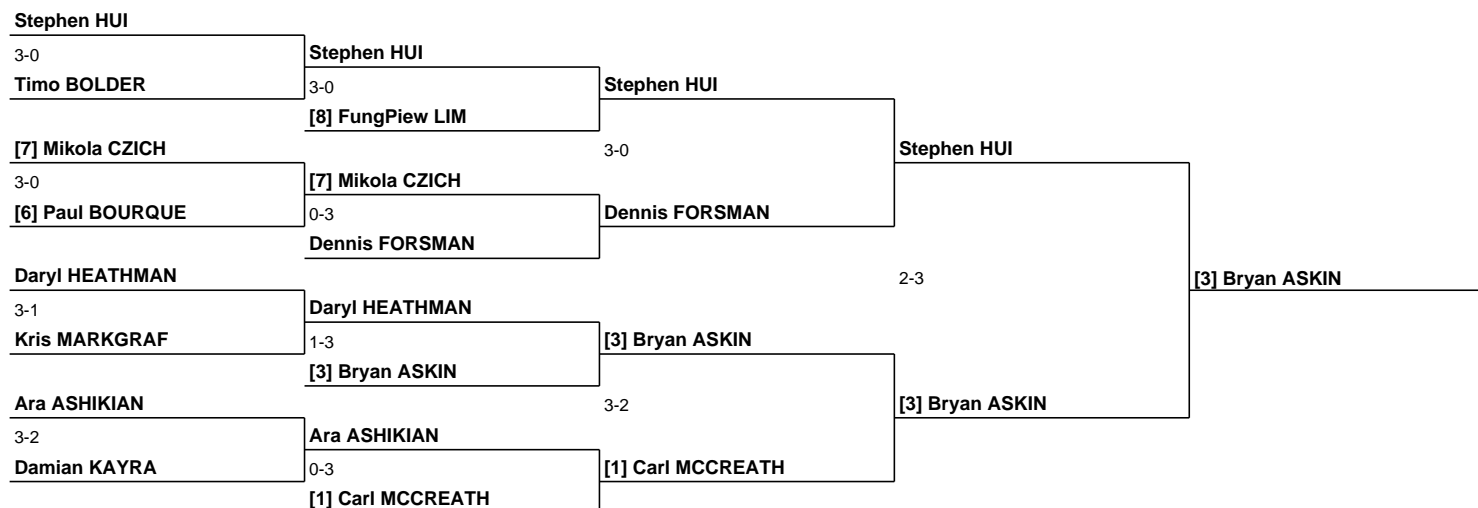 Stephen HUI
3-0
Stephen HUI
Timo BOLDER
3-0
Stephen HUI
[8] FungPiew LIM
[7] Mikola CZICH
3-0
Stephen HUI
3-0
[7] Mikola CZICH
[6] Paul BOURQUE
0-3
Dennis FORSMAN
Dennis FORSMAN
Daryl HEATHMAN
2-3
[3] Bryan ASKIN
3-1
Daryl HEATHMAN
Kris MARKGRAF
1-3
[3] Bryan ASKIN
[3] Bryan ASKIN
Ara ASHIKIAN
3-2
[3] Bryan ASKIN
3-2
Ara ASHIKIAN
Damian KAYRA
0-3
[1] Carl MCCREATH
[1] Carl MCCREATH